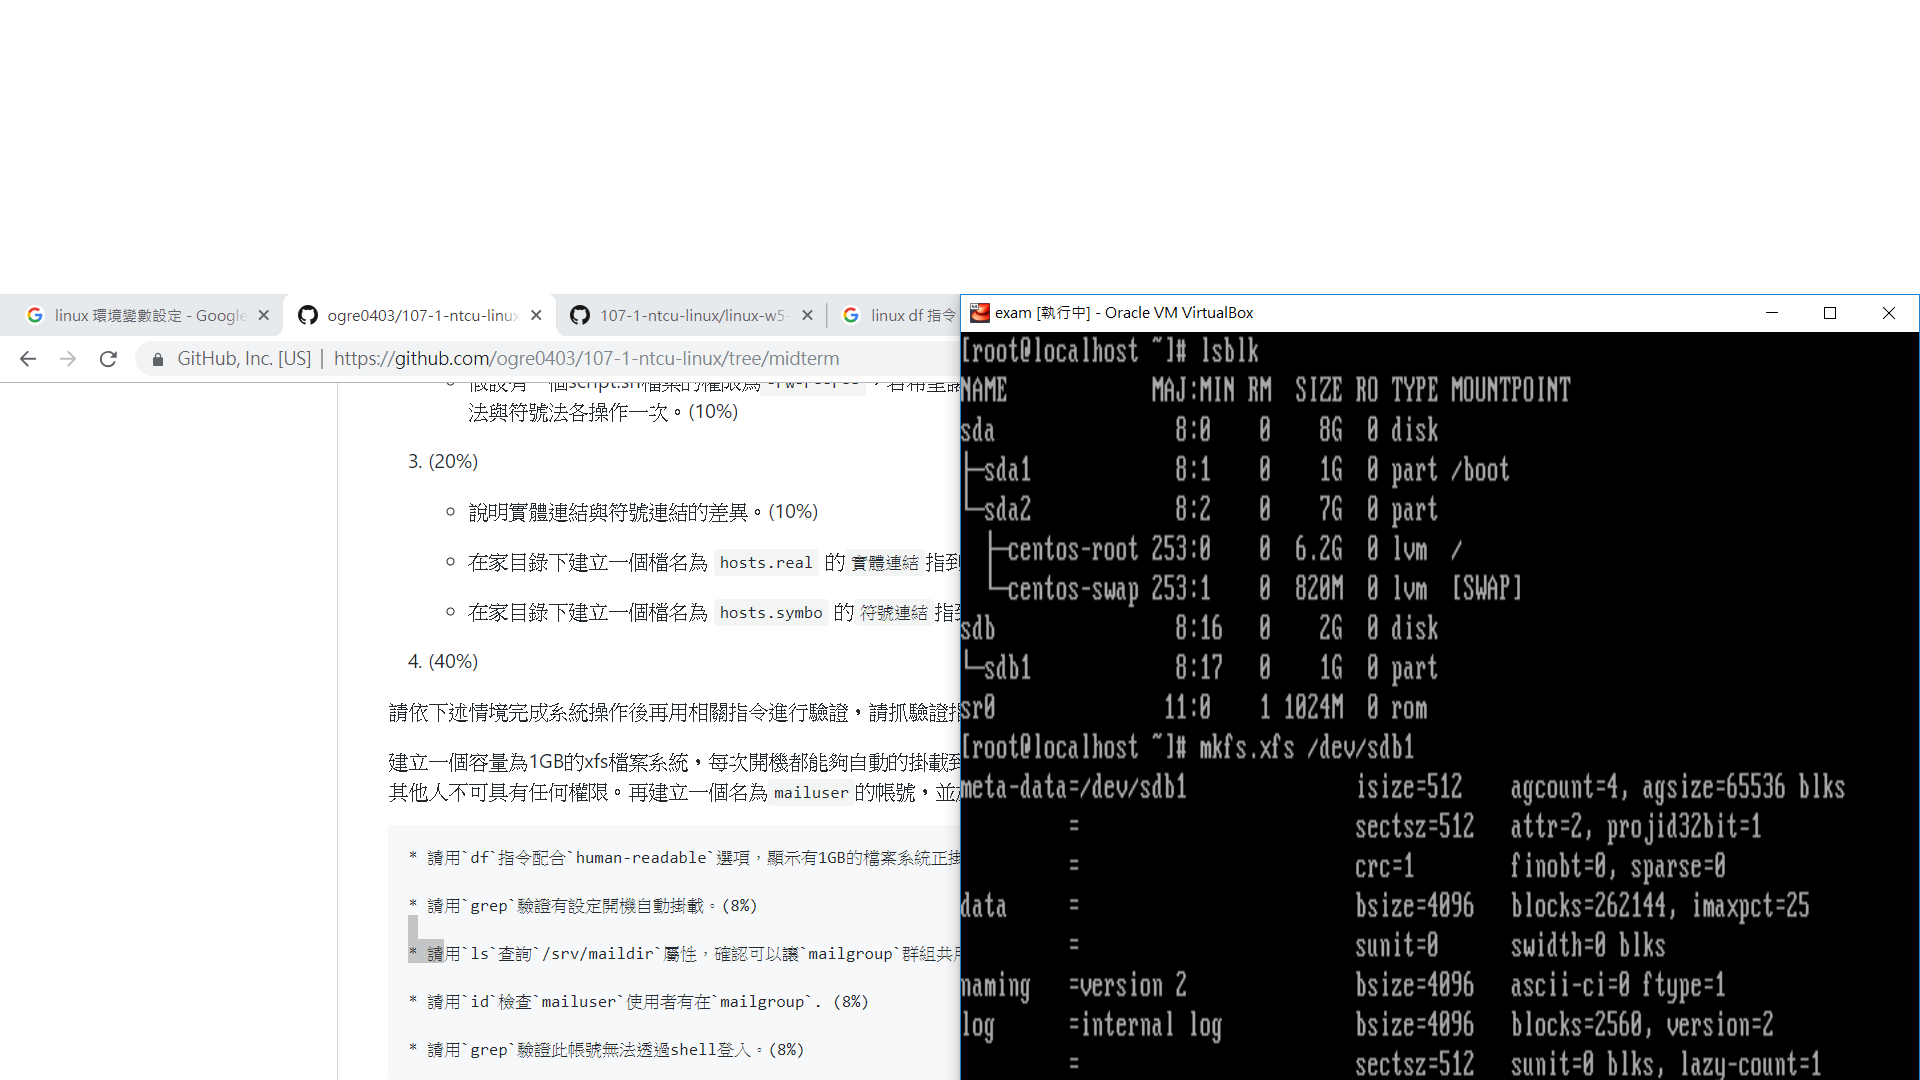 linux 環境變數設定 - Google
ogre0403/107-1-ntcu-linux
107-1-ntcu-linux/linux-w5-
linux df 指令
GitHub, Inc. [US] | https://github.com/ogre0403/107-1-ntcu-linux/tree/midterm
法與符號法各操作一次。(10%)
3. (20%)
說明實體連結與符號連結的差異。(10%)
在家目錄下建立一個檔名為 hosts.real 的 實體連結 指到
在家目錄下建立一個檔名為 hosts.symbo 的 符號連結 指到
4. (40%)
請依下述情境完成系統操作後再用相關指令進行驗證,請抓驗證指
建立一個容量為1GB的xfs檔案系統,每次開機都能夠自動的掛載到
其他人不可具有任何權限。再建立一個名為 mailuser 的帳號,並
* 請用`df`指令配合`human-readable`選項,顯示有1GB的檔案系統正掛
* 請用`grep`驗證有設定開機自動掛載。(8%)
* 請用`ls`查詢`/srv/maildir`屬性,確認可以讓`mailgroup`群組共用
* 請用`id`檢查`mailuser`使用者有在`mailgroup`. (8%)
* 請用`grep`驗證此帳號無法透過shell登入。(8%)
exam [執行中] - Oracle VM VirtualBox
[root@localhost ~]# lsblk
NAME MAJ:MIN RM SIZE RO TYPE MOUNTPOINT
sda 8:0 0 8G 0 disk
├─sda1 8:1 0 1G 0 part /boot
└─sda2 8:2 0 7G 0 part
├─centos-root 253:0 0 6.2G 0 lvm /
└─centos-swap 253:1 0 820M 0 lvm [SWAP]
sdb 8:16 0 2G 0 disk
└─sdb1 8:17 0 1G 0 part
sr0 11:0 1 1024M 0 rom
[root@localhost ~]# mkfs.xfs /dev/sdb1
meta-data=/dev/sdb1 isize=512 agcount=4, agsize=65536 blks
= sectsz=512 attr=2, projid32bit=1
= crc=1 finobt=0, sparse=0
data = bsize=4096 blocks=262144, imaxpct=25
= sunit=0 swidth=0 blks
naming =version 2 bsize=4096 ascii-ci=0 ftype=1
log =internal log bsize=4096 blocks=2560, version=2
= sectsz=512 sunit=0 blks, lazy-count=1